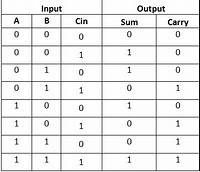 Input Output
A B Cin Sum Carry
0 0 0 0 0
0 0 1 1 0
0 1 0 1 0
0 1 1 0 1
1 0 0 1 0
1 0 1 0 1
1 1 0 0 1
1 1 1 1 1